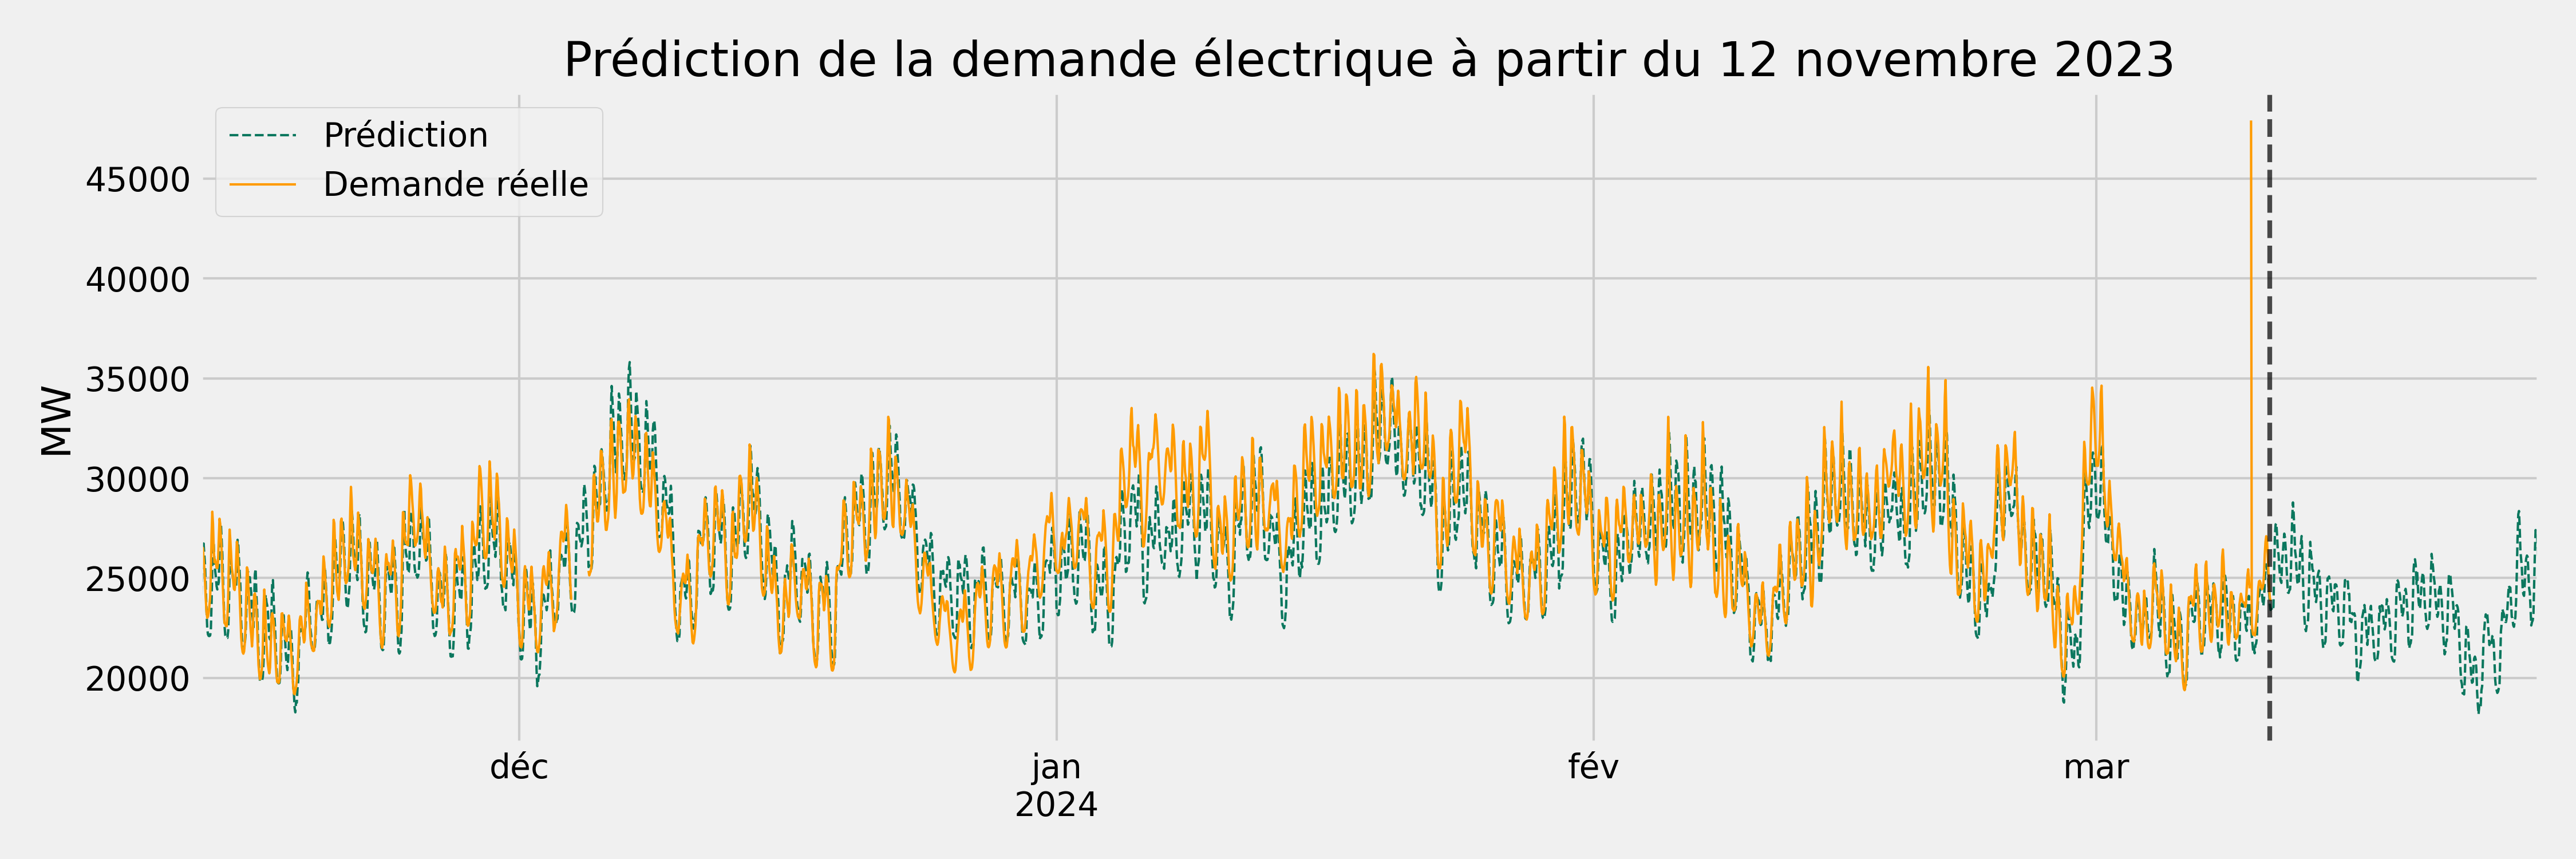 Prédiction de la demande électrique à partir du 12 novembre 2023
Prédiction
Demande réelle
MW
45000
40000
35000
30000
25000
20000
déc
jan
2024
fév
mar